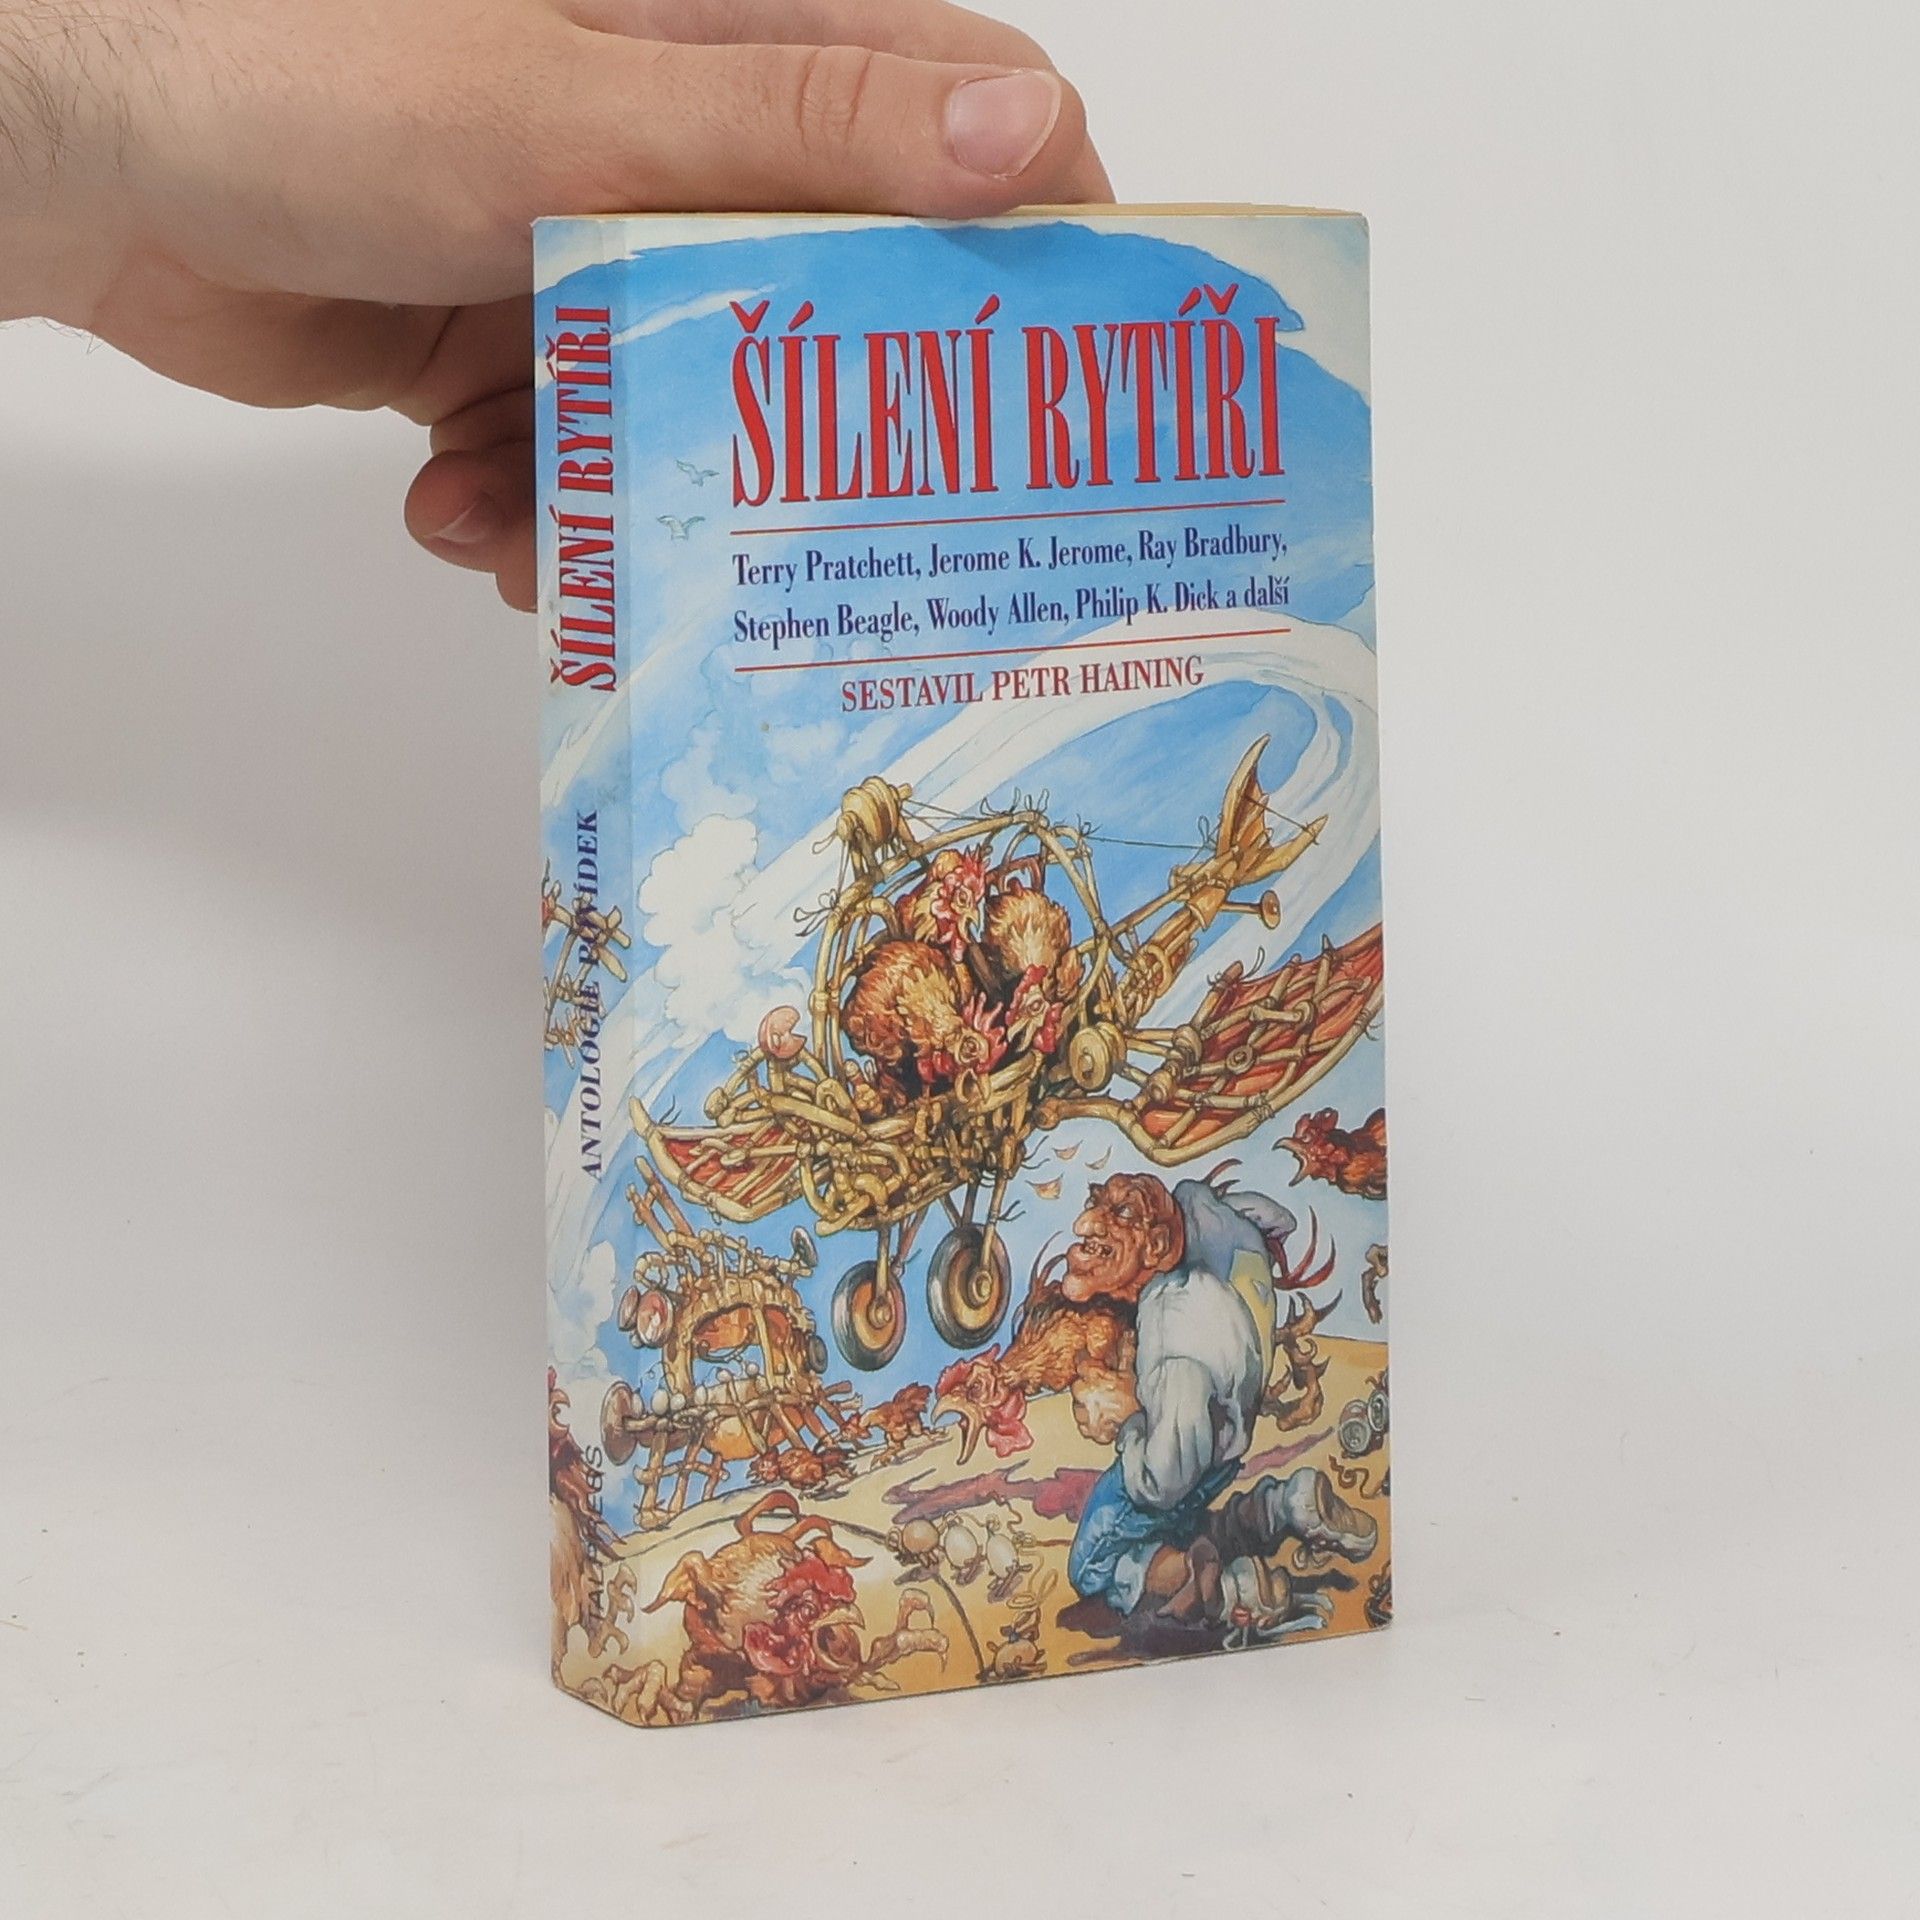 ŠÍLENÍ RYTÍŘI
Terry Pratchett, Jerome K. Jerome, Ray Bradbury,
Stephen Beagle, Woody Allen, Philip K. Dick a další
SESTAVIL PETR HAINING
ŠÍLENÍ RYTÍŘI
ANTOLOGIE POVÍDEK
TALPRESS